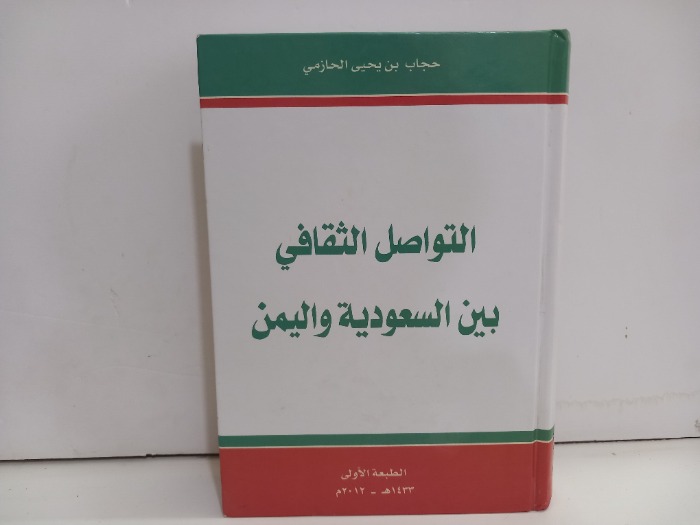 حجاب بن يحيى الحازمي
التواصل الثقافي
بين السعودية واليمن
الطبعة الأولى
١٤٣٣هـ - ٢٠١٢م